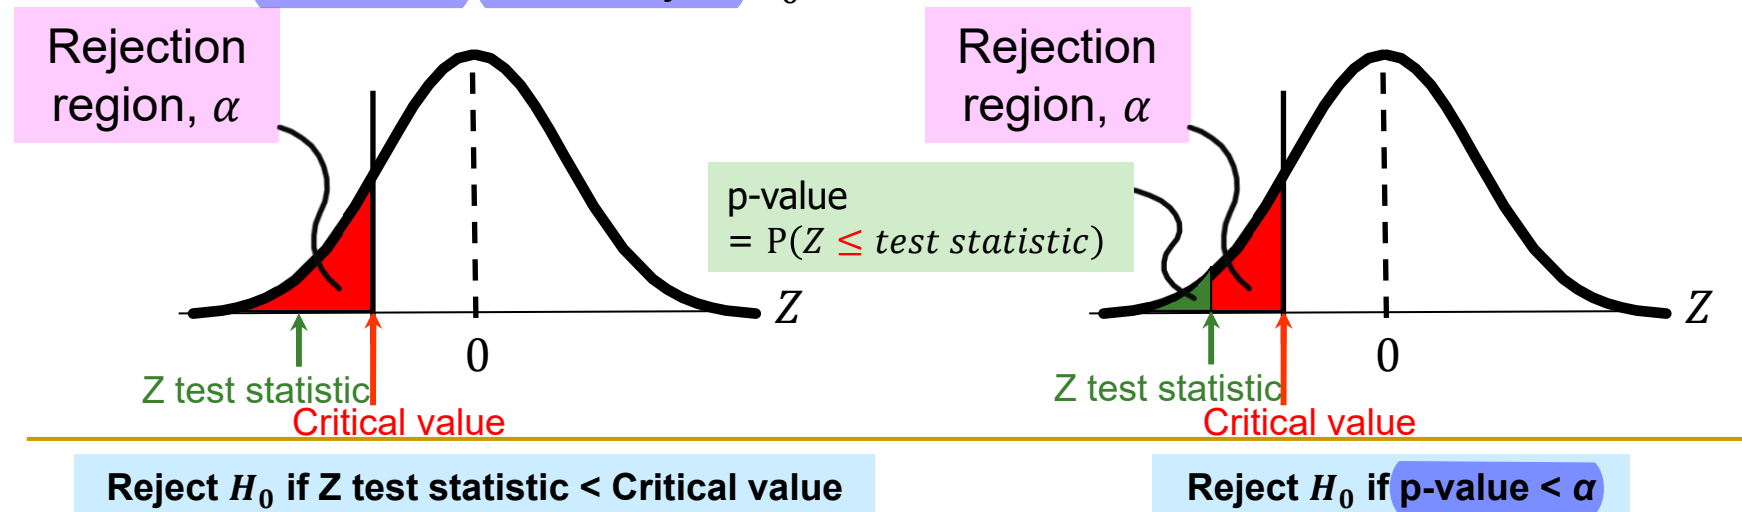 Rejection
region, α
Z
0
Z test statistic
Critical value
Reject H₀ if Z test statistic < Critical value
Rejection
region, α
p-value
= P(Z ≤ test statistic)
Z
0
Z test statistic
Critical value
Reject H₀ if p-value < α